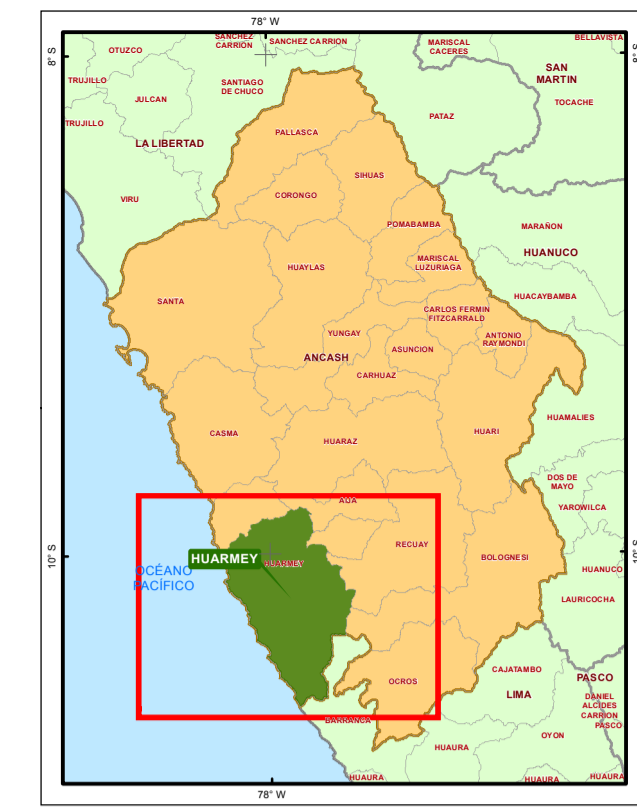 78° W
8° S
8° S
OTUZCO
SANCHEZ
CARRIÓN
SANCHEZ CARRION
MARISCAL
CACERES
BELLAVISTA
SAN
MARTIN
TRUJILLO
JULCAN
SANTIAGO
DE CHUCO
TOCACHE
TRUJILLO
PATAZ
LA LIBERTAD
PALLASCA
SIHUAS
VIRU
CORONGO
POMABAMBA
MARAÑON
HUANUCO
MARISCAL
LUZURIAGA
HUAYLAS
SANTA
HUACAYBAMBA
CARLOS FERMIN
FITZCARRALD
YUNGAY
ANTONIO
RAYMONDI
ASUNCION
ANCASH
CARHUAZ
HUAMALIES
CASMA
HUARAZ
HUARI
DOS DE
MAYO
AIJA
YAROWILCA
RECUAY
BOLOGNESI
HUARMEY
HUARMEY
10° S
10° S
OCÉANO
PACÍFICO
HUANUCO
LAURICOCHA
CAJATAMBO
PASCO
OCROS
LIMA
DANIEL
ALCIDES
CARRION
PASCO
BARRANCA
OYON
HUAURA
HUAURA
HUAURA
HUAURA
78° W